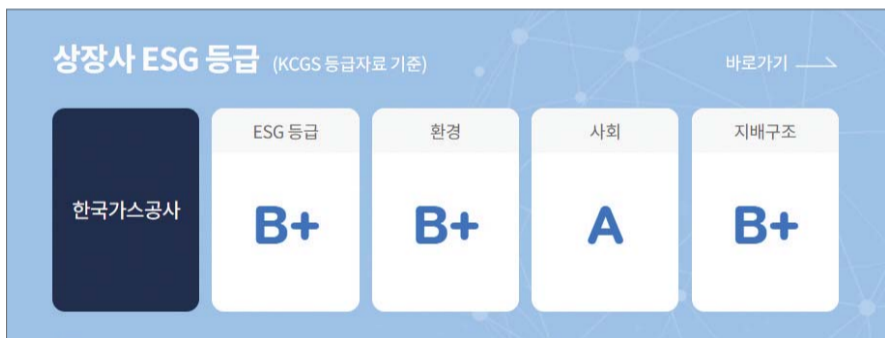 상장사 ESG 등급 (KCGS 등급자료 기준)
바로가기
한국가스공사
ESG 등급
B+
환경
B+
사회
A
지배구조
B+